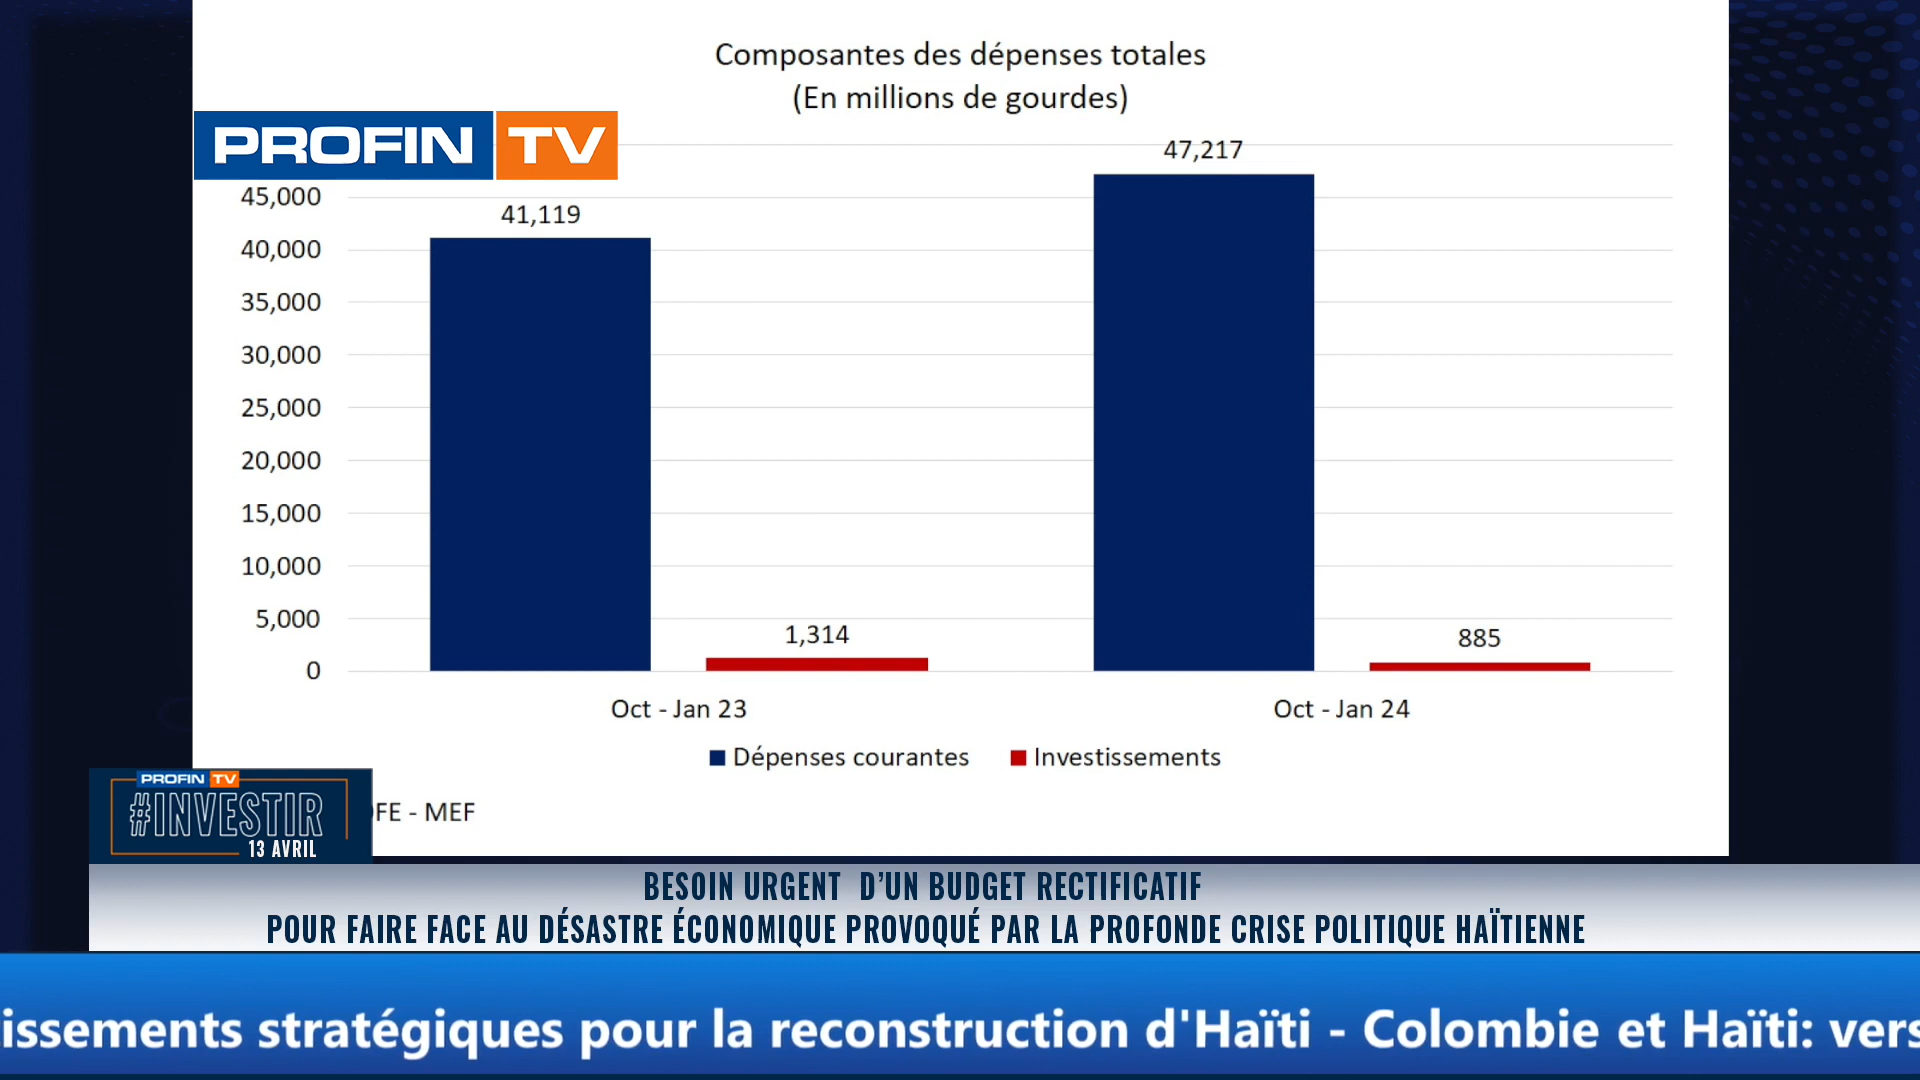 Composantes des dépenses totales
(En millions de gourdes)
PROFIN TV
47,217
45,000
41,119
40,000
35,000
30,000
25,000
20,000
15,000
10,000
5,000
1,314
885
0
Oct - Jan 23
Oct - Jan 24
Dépenses courantes
Investissements
PROFIN TV
#INVESTIR
13 AVRIL
FE - MEF
BESOIN URGENT D’UN BUDGET RECTIFICATIF
POUR FAIRE FACE AU DÉSASTRE ÉCONOMIQUE PROVOQUÉ PAR LA PROFONDE CRISE POLITIQUE HAÏTIENNE
issements stratégiques pour la reconstruction d'Haïti - Colombie et Haïti: vers